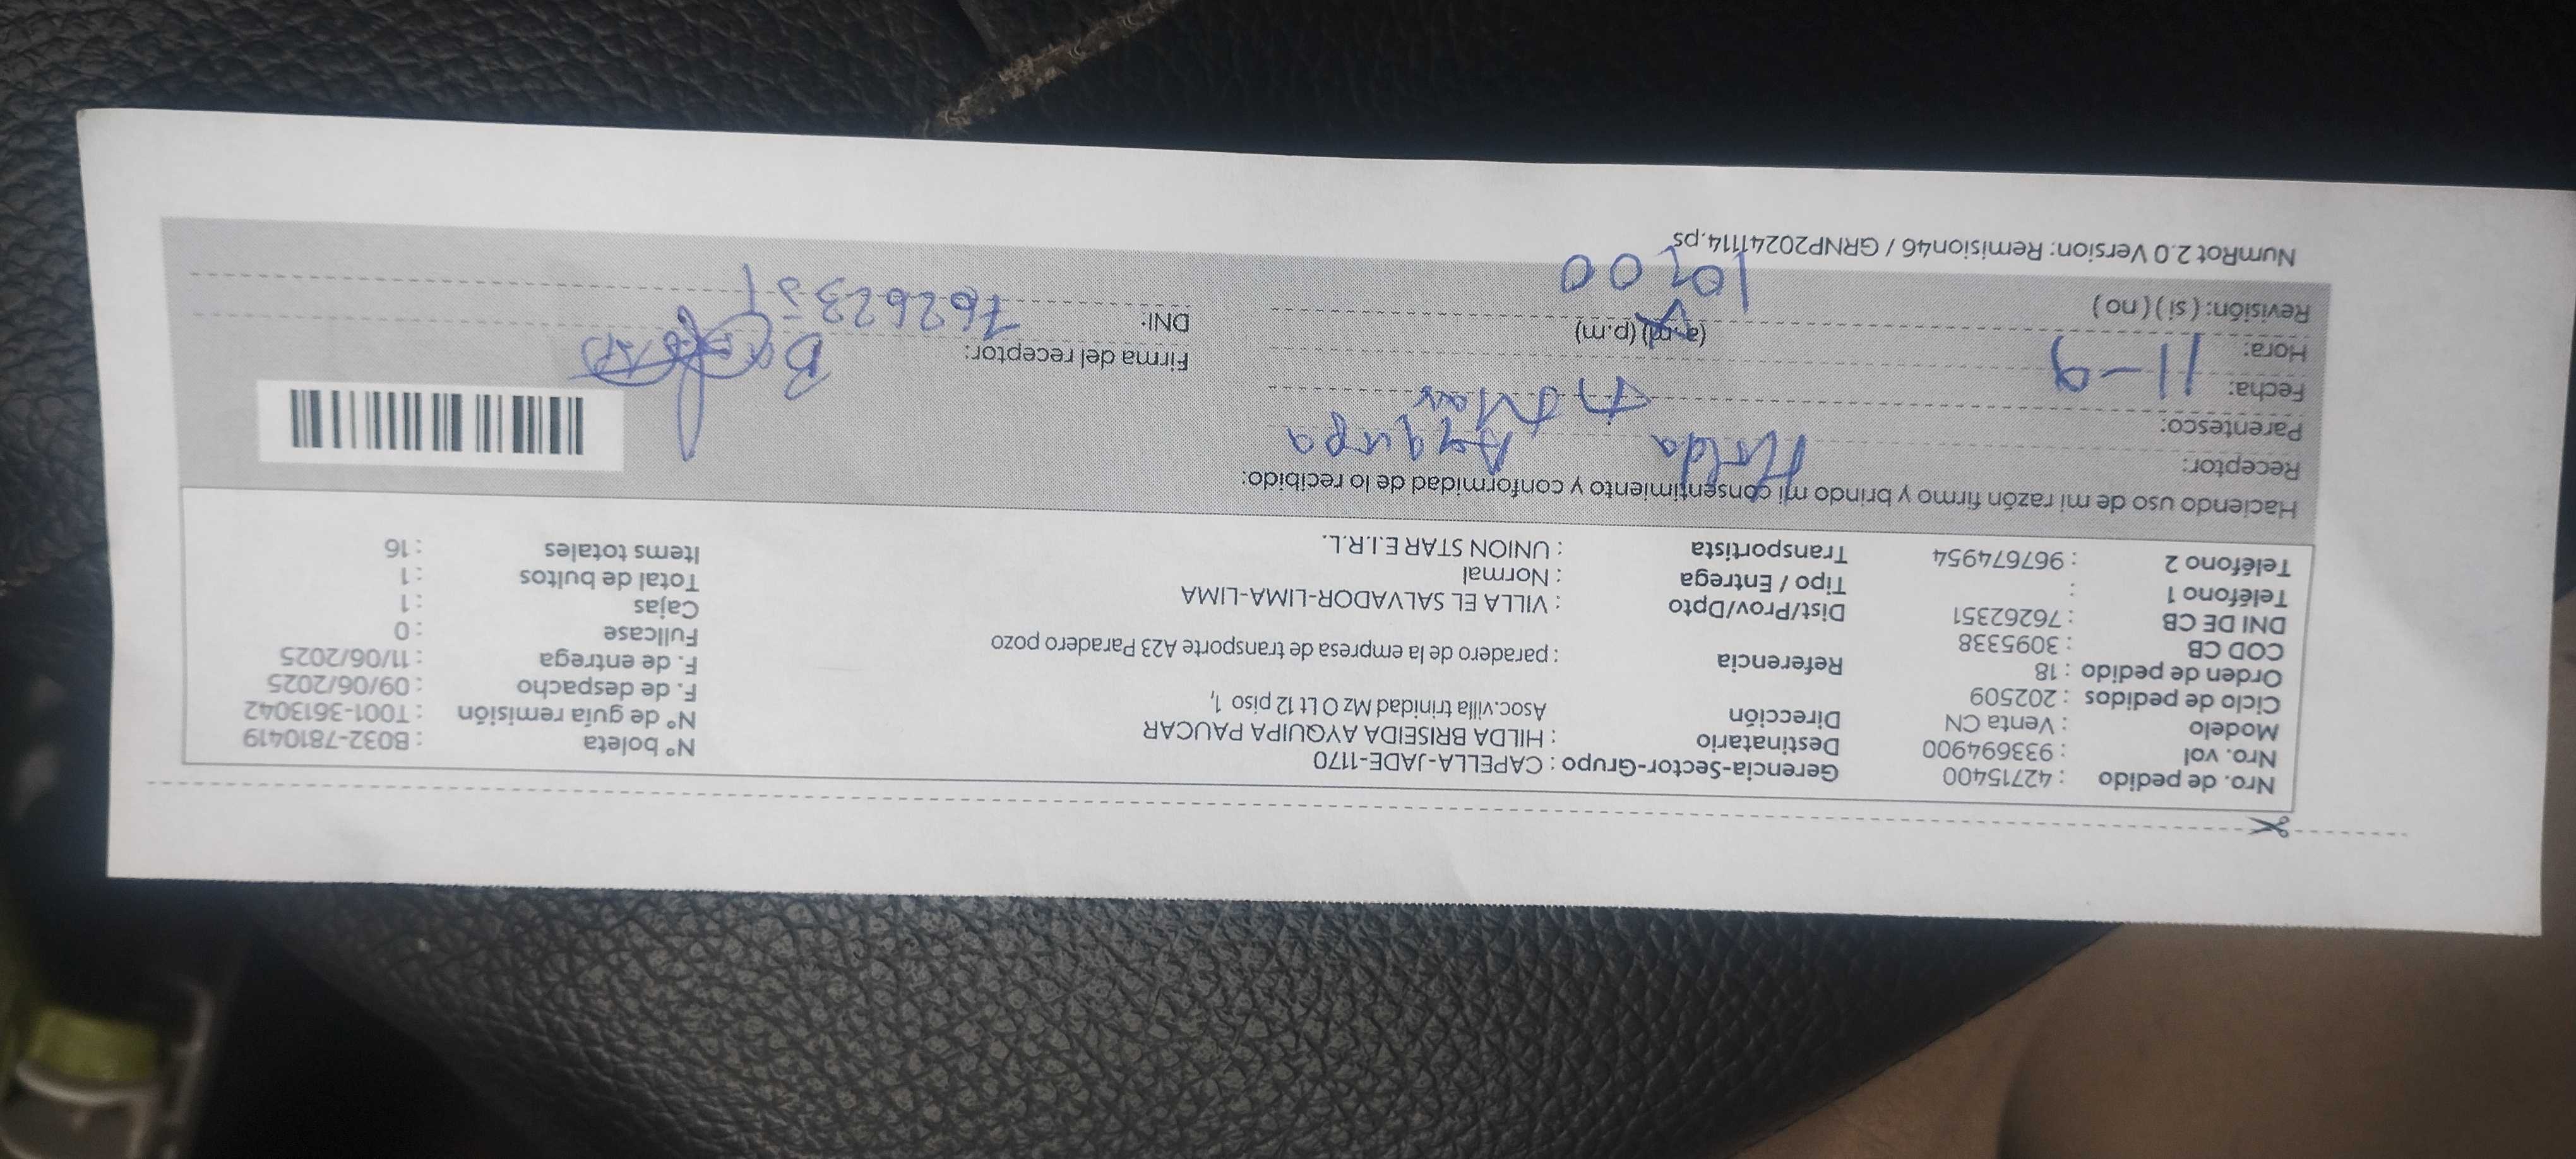 Nro. de pedido : 42715400 Gerencia-Sector-Grupo : CAPELLA-JADE-1170 N° boleta : B032-7810419
Nro. vol : 933694900 Destinatario : HILDA BRISEIDA AYQUIPA PAUCAR N° de guía remisión : T001-3613042
Modelo : Venta CN Dirección Asoc.villa trinidad Mz O Lt 12 piso 1, F. de despacho : 09/06/2025
Ciclo de pedidos : 202509 F. de entrega : 11/06/2025
Orden de pedido : 18 Referencia : paradero de la empresa de transporte A23 Paradero pozo Fullcase : 0
COD CB : 3095338 Cajas : 1
DNI DE CB : 76262351 Dist/Prov/Dpto : VILLA EL SALVADOR-LIMA-LIMA Total de bultos : 1
Teléfono 1 : Tipo / Entrega : Normal Items totales : 16
Teléfono 2 : 967674954 Transportista : UNION STAR E.I.R.L.
Haciendo uso de mi razón firmo y brindo mi consentimiento y conformidad de lo recibido:
Receptor: Hilda Ayquipa
Parentesco: Titular
Fecha: 11-9 Firma del receptor:
Hora: 10:00 (a.m) (p.m) DNI: 76262351
Revisión: ( si ) ( no )
NumRot 2.0 Version: Remision46 / GRNP20241114.ps